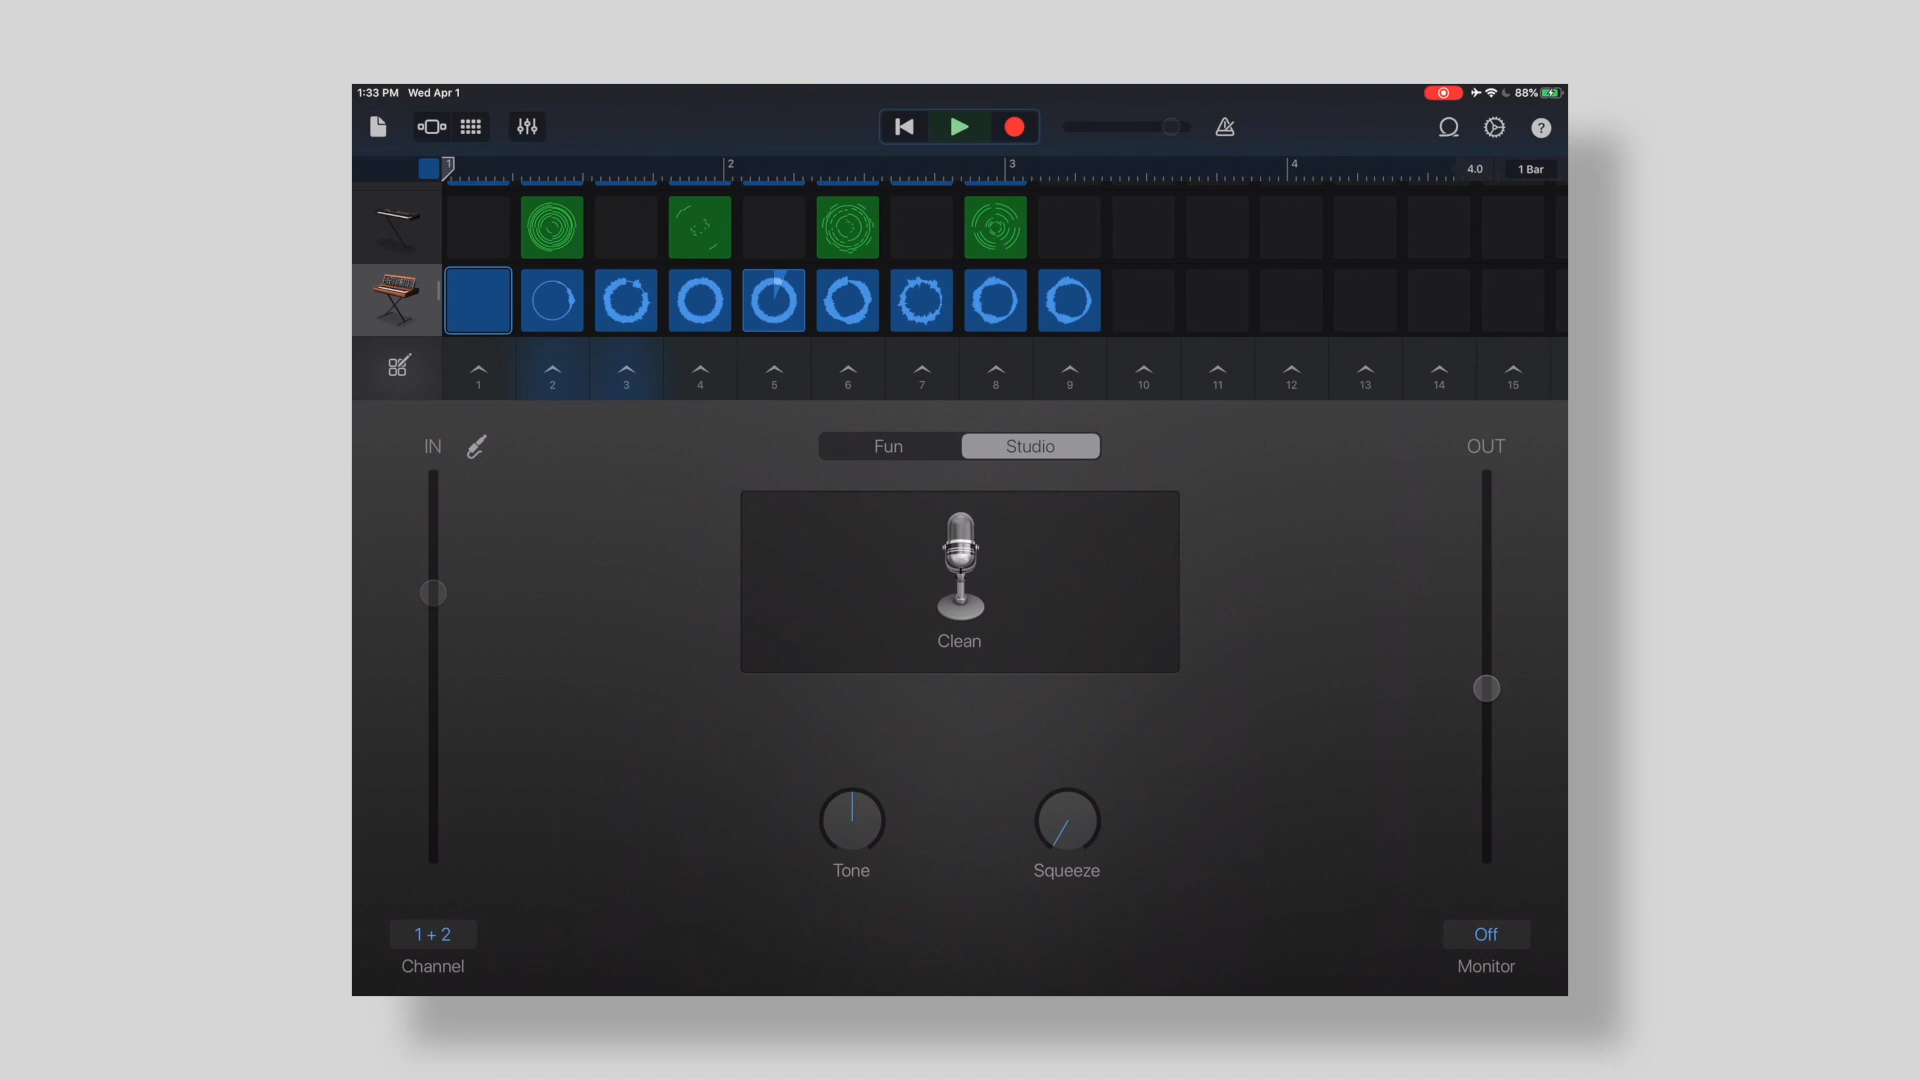 1:33 PM Wed Apr 1
88%
1 2 3 4 4.0 1 Bar
1 2 3 4 5 6 7 8 9 10 11 12 13 14 15
IN Fun Studio OUT
Clean
Tone Squeeze
1 + 2 Off
Channel Monitor